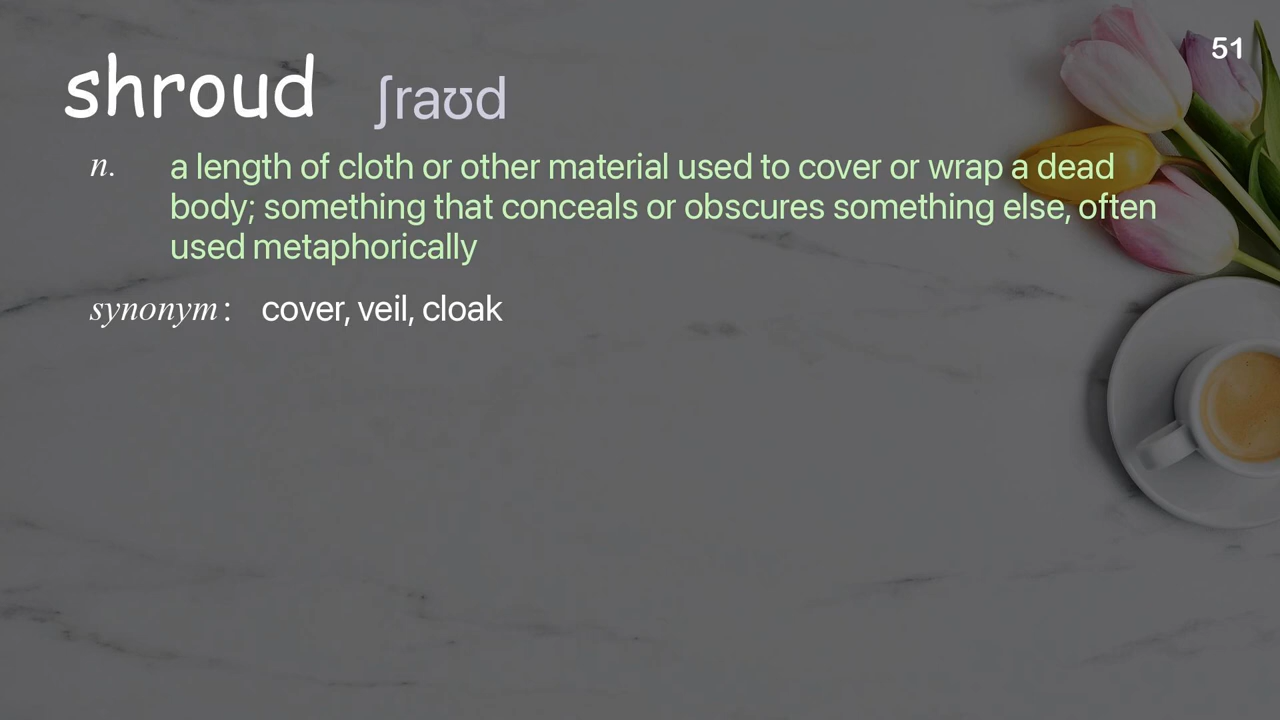 51
shroud ʃraʊd
n. a length of cloth or other material used to cover or wrap a dead
body; something that conceals or obscures something else, often
used metaphorically
synonym: cover, veil, cloak